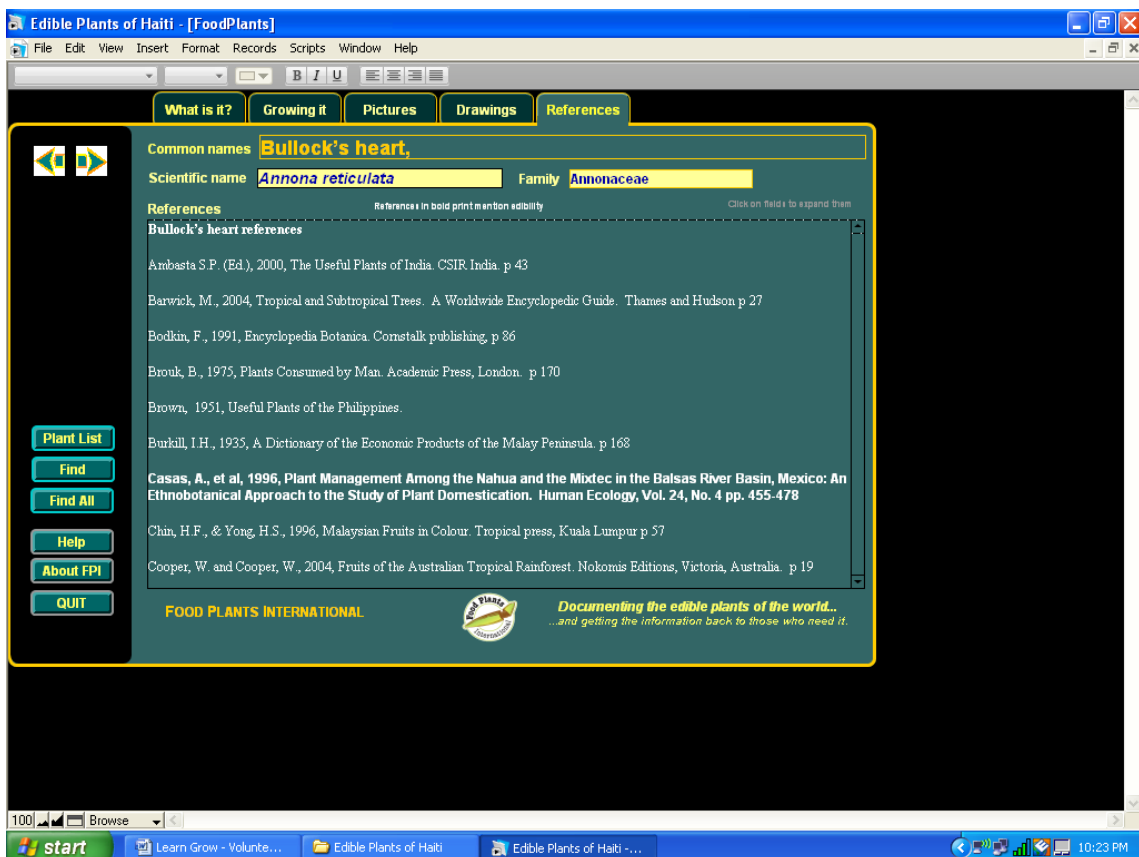 Edible Plants of Haiti - [FoodPlants]
File Edit View Insert Format Records Scripts Window Help
B I U
What is it? Growing it Pictures Drawings References
Common names Bullock's heart,
Scientific name Annona reticulata Family Annonaceae
References References in bold print mention edibility Click on fields to expand them
Bullock's heart references
Ambasta S.P. (Ed.), 2000, The Useful Plants of India. CSIR India. p 43
Barwick, M., 2004, Tropical and Subtropical Trees. A Worldwide Encyclopedic Guide. Thames and Hudson p 27
Bodkin, F., 1991, Encyclopedia Botanica. Cornstalk publishing, p 86
Brouk, B., 1975, Plants Consumed by Man. Academic Press, London. p 170
Brown, 1951, Useful Plants of the Philippines.
Burkill, I.H., 1935, A Dictionary of the Economic Products of the Malay Peninsula. p 168
Casas, A., et al, 1996, Plant Management Among the Nahua and the Mixtec in the Balsas River Basin, Mexico: An
Ethnobotanical Approach to the Study of Plant Domestication. Human Ecology, Vol. 24, No. 4 pp. 455-478
Chin, H.F., & Yong, H.S., 1996, Malaysian Fruits in Colour. Tropical press, Kuala Lumpur p 57
Cooper, W. and Cooper, W., 2004, Fruits of the Australian Tropical Rainforest. Nokomis Editions, Victoria, Australia. p 19
Plant List
Find
Find All
Help
About FPI
QUIT
FOOD PLANTS INTERNATIONAL
Food Plants
International
Documenting the edible plants of the world...
...and getting the information back to those who need it.
100 Browse
start Learn Grow - Volunte... Edible Plants of Haiti Edible Plants of Haiti -... 10:23 PM